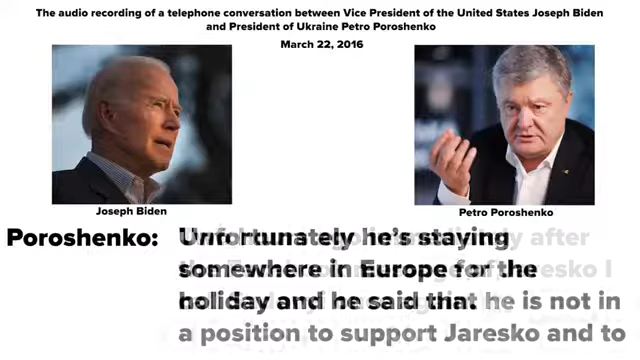 The audio recording of a telephone conversation between Vice President of the United States Joseph Biden
and President of Ukraine Petro Poroshenko
March 22, 2016
Joseph Biden
Petro Poroshenko
Poroshenko: Unfortunately he's staying
somewhere in Europe for the
holiday and he said that he is not in
a position to support Jaresko and to